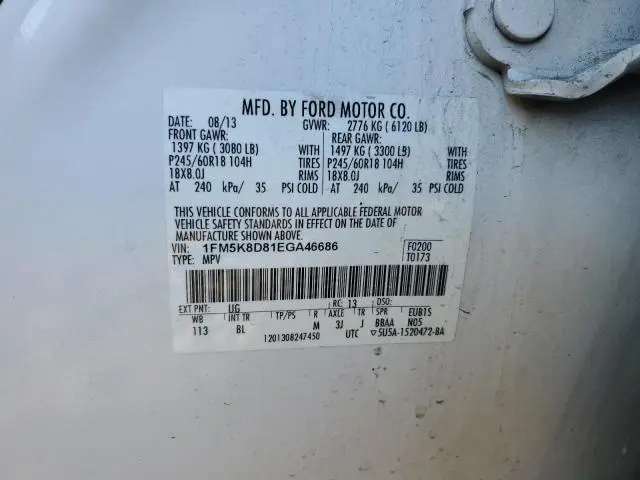 MFD. BY FORD MOTOR CO.
DATE: 08/13 GVWR: 2776 KG ( 6120 LB)
FRONT GAWR: REAR GAWR:
1397 KG ( 3080 LB) WITH 1497 KG ( 3300 LB) WITH
P245/60R18 104H TIRES P245/60R18 104H TIRES
18X8.0J RIMS 18X8.0J RIMS
AT 240 kPa/ 35 PSI COLD AT 240 kPa/ 35 PSI COLD
THIS VEHICLE CONFORMS TO ALL APPLICABLE FEDERAL MOTOR
VEHICLE SAFETY STANDARDS IN EFFECT ON THE DATE OF
MANUFACTURE SHOWN ABOVE.
VIN: 1FM5K8D81EGA46686 F0200
TYPE: MPV T0173
EXT PNT: UG RC: 13 DSO:
WB INT TR TP/PS R AXLE TR SPR EUB1S
113 BL M 3J J BBAA N05
1201308247450 UTC ▽5U5A-1520472-BA